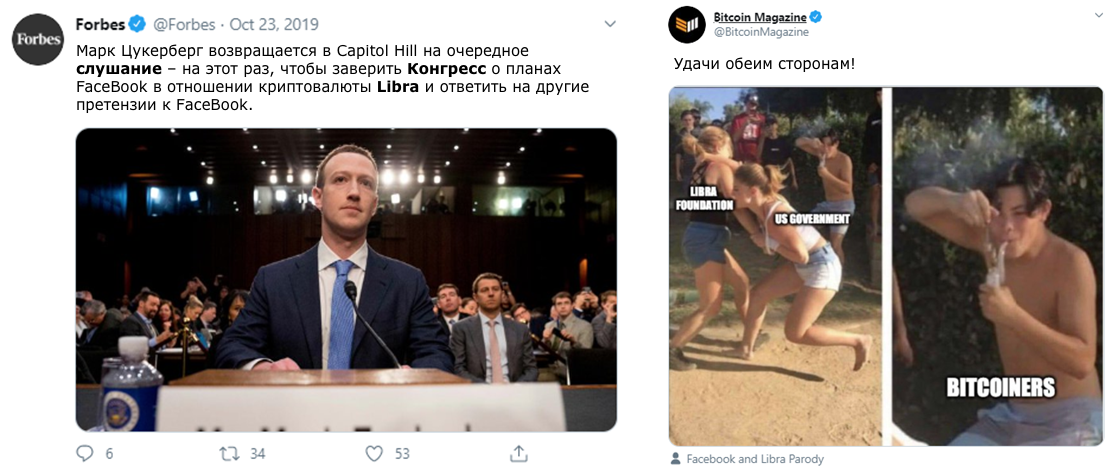 Forbes
Forbes @Forbes · Oct 23, 2019
Марк Цукерберг возвращается в Capitol Hill на очередное
слушание – на этот раз, чтобы заверить Конгресс о планах
FaceBook в отношении криптовалюты Libra и ответить на другие
претензии к FaceBook.
6 34 53
Bitcoin Magazine
@BitcoinMagazine
Удачи обеим сторонам!
LIBRA
FOUNDATION
US GOVERNMENT
BITCOINERS
Facebook and Libra Parody